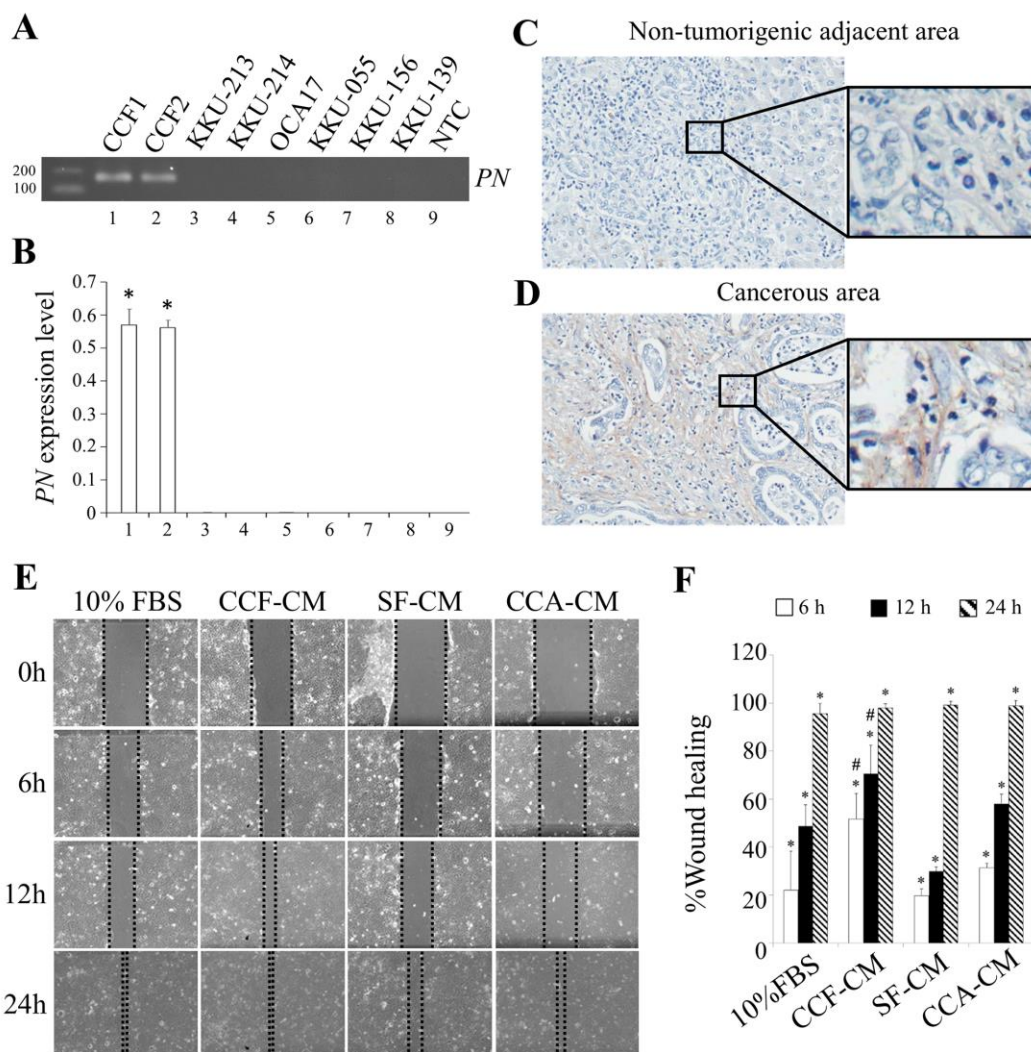 A
CCF1 CCF2 KKU-213 KKU-214 OCA17 KKU-055 KKU-156 KKU-139 NTC
200
100
PN
1 2 3 4 5 6 7 8 9
B
PN expression level
0.7
0.6
0.5
0.4
0.3
0.2
0.1
0
* *
1 2 3 4 5 6 7 8 9
C
Non-tumorigenic adjacent area
D
Cancerous area
E
10% FBS CCF-CM SF-CM CCA-CM
0h
6h
12h
24h
F
6 h 12 h 24 h
%Wound healing
120
100
80
60
40
20
0
* * *
# * # * *
* * *
* * *
10%FBS CCF-CM SF-CM CCA-CM